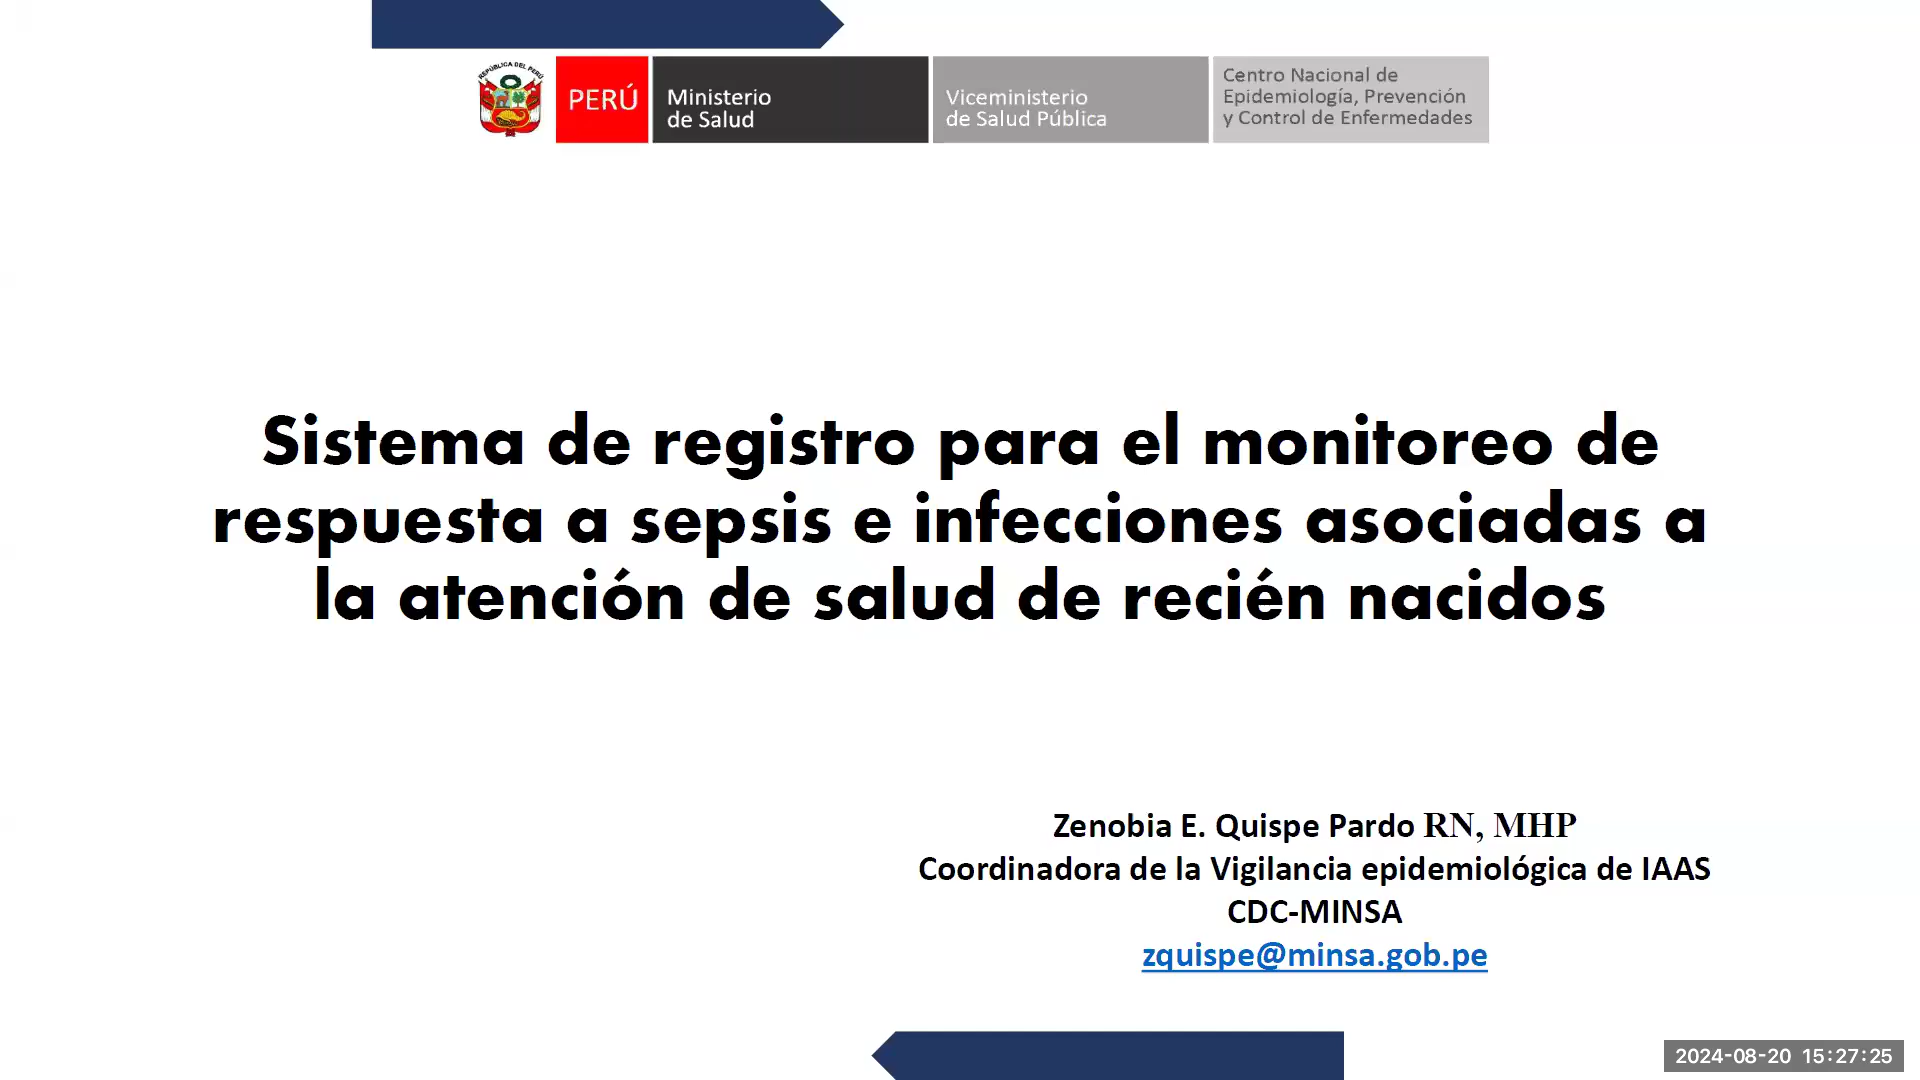 REPÚBLICA DEL PERÚ
PERÚ
Ministerio
de Salud
Viceministerio
de Salud Pública
Centro Nacional de
Epidemiología, Prevención
y Control de Enfermedades
Sistema de registro para el monitoreo de
respuesta a sepsis e infecciones asociadas a
la atención de salud de recién nacidos
Zenobia E. Quispe Pardo RN, MHP
Coordinadora de la Vigilancia epidemiológica de IAAS
CDC-MINSA
zquispe@minsa.gob.pe
2024-08-20 15:27:25